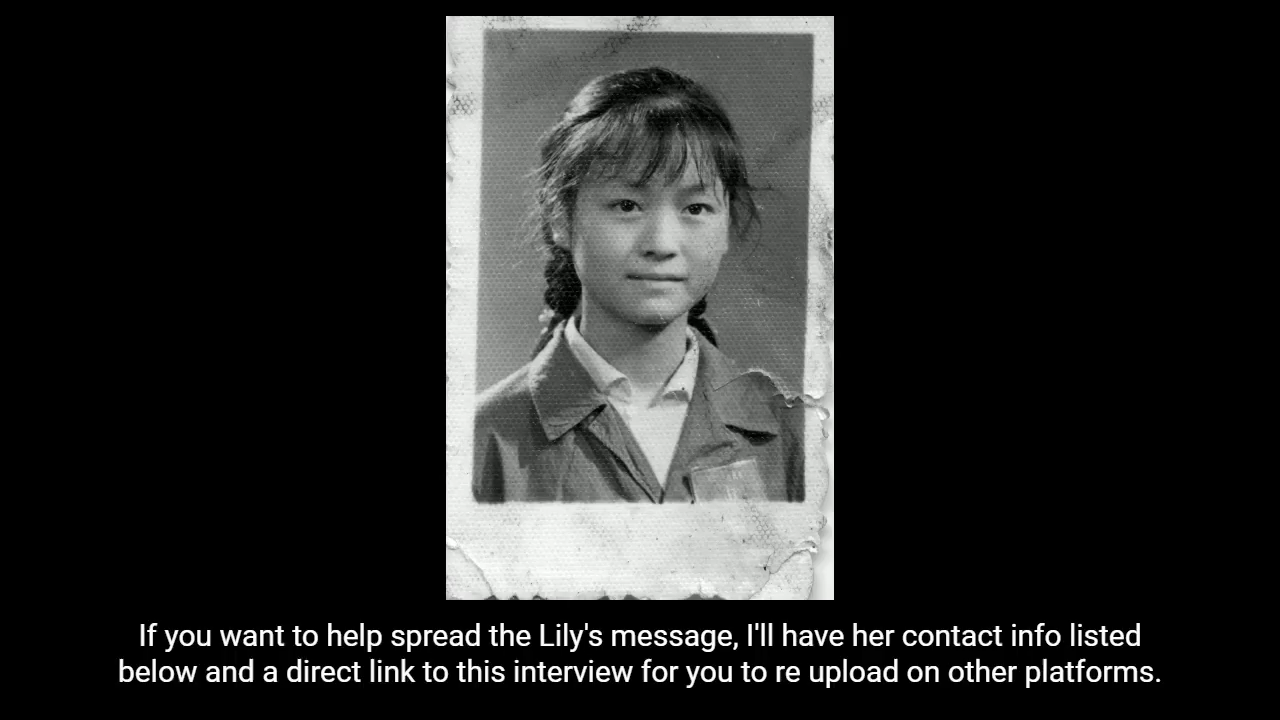 If you want to help spread the Lily's message, I'll have her contact info listed
below and a direct link to this interview for you to re upload on other platforms.